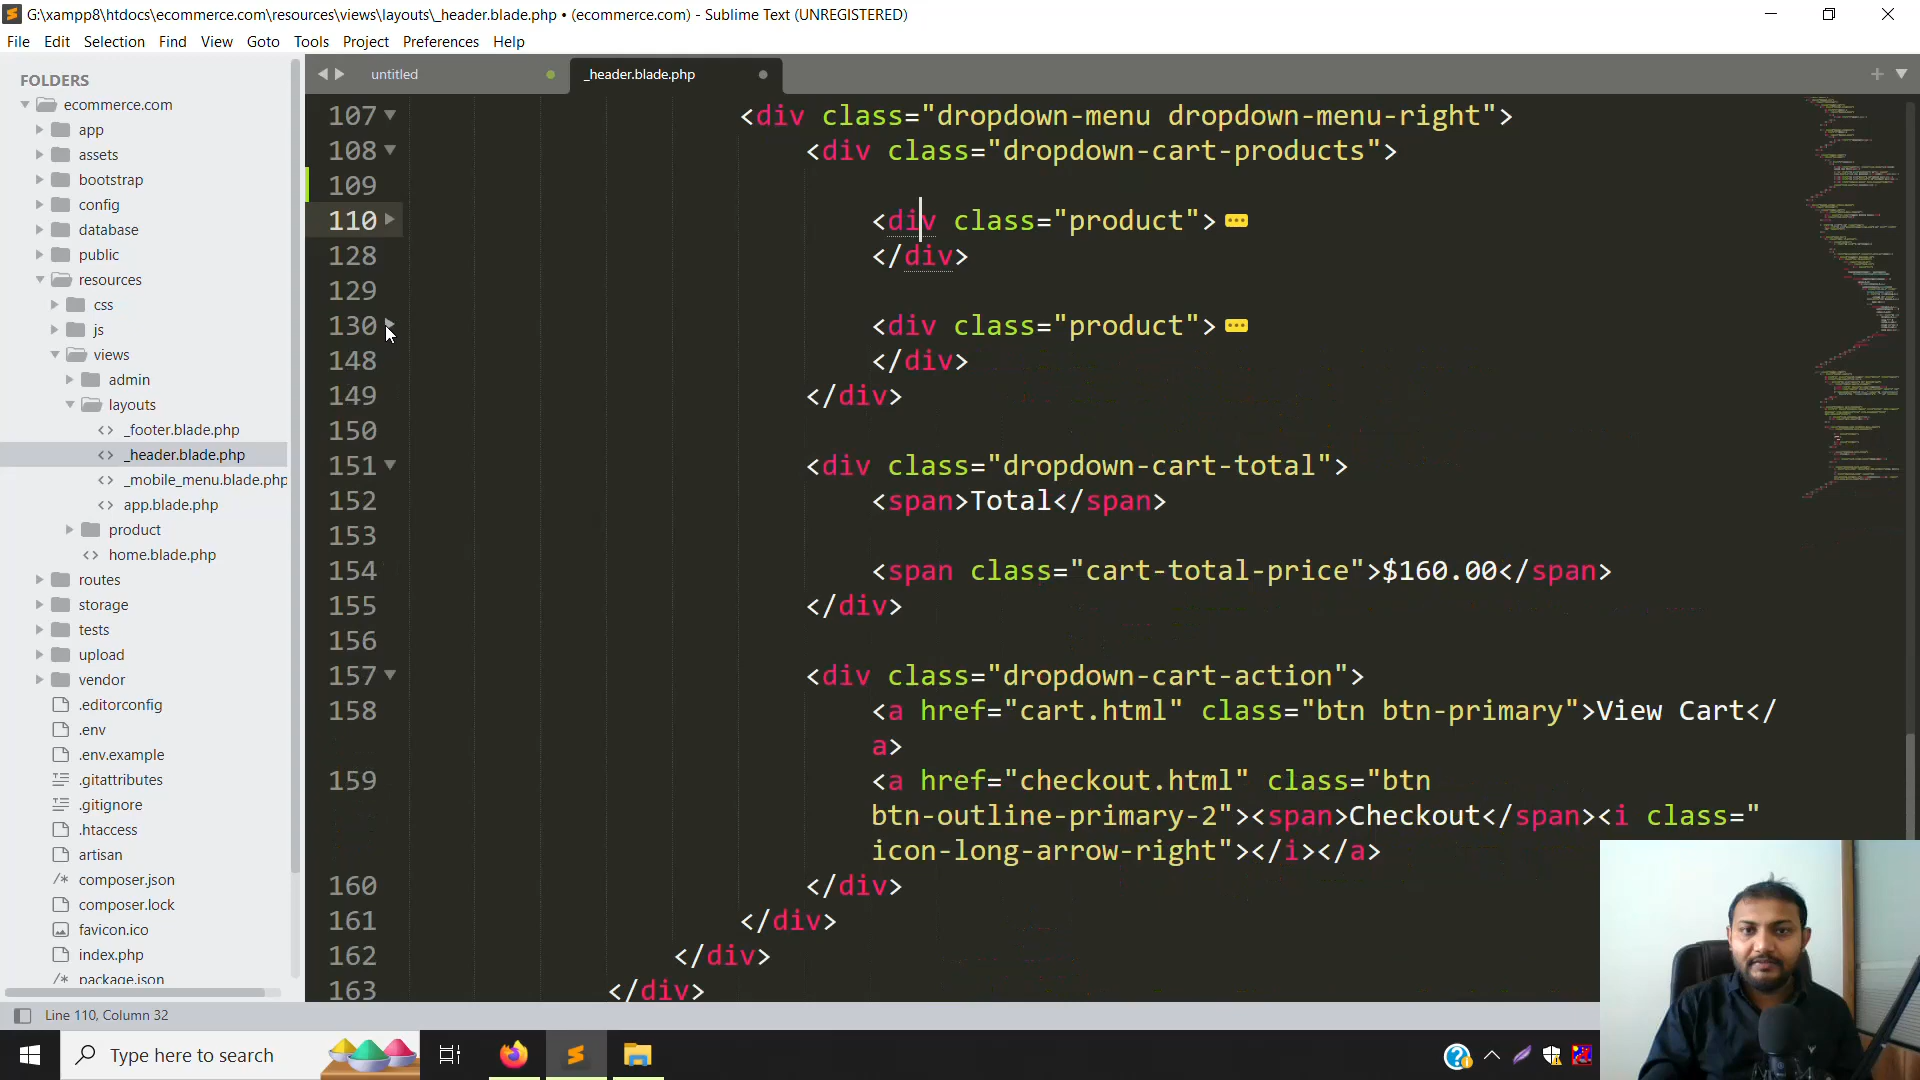 G:\xampp8\htdocs\ecommerce.com\resources\views\layouts\_header.blade.php • (ecommerce.com) - Sublime Text (UNREGISTERED)
File Edit Selection Find View Goto Tools Project Preferences Help
FOLDERS
ecommerce.com
app
assets
bootstrap
config
database
public
resources
css
js
views
admin
layouts
_footer.blade.php
_header.blade.php
_mobile_menu.blade.php
app.blade.php
product
home.blade.php
routes
storage
tests
upload
vendor
.editorconfig
.env
.env.example
.gitattributes
.gitignore
.htaccess
artisan
composer.json
composer.lock
favicon.ico
index.php
package.json
untitled
_header.blade.php
107 <div class="dropdown-menu dropdown-menu-right">
108 <div class="dropdown-cart-products">
109
110 <div class="product">
128 </div>
129
130 <div class="product">
148 </div>
149 </div>
150
151 <div class="dropdown-cart-total">
152 <span>Total</span>
153
154 <span class="cart-total-price">$160.00</span>
155 </div>
156
157 <div class="dropdown-cart-action">
158 <a href="cart.html" class="btn btn-primary">View Cart</
a>
159 <a href="checkout.html" class="btn
btn-outline-primary-2"><span>Checkout</span><i class="
icon-long-arrow-right"></i></a>
160 </div>
161 </div>
162 </div>
163 </div>
Line 110, Column 32
Type here to search